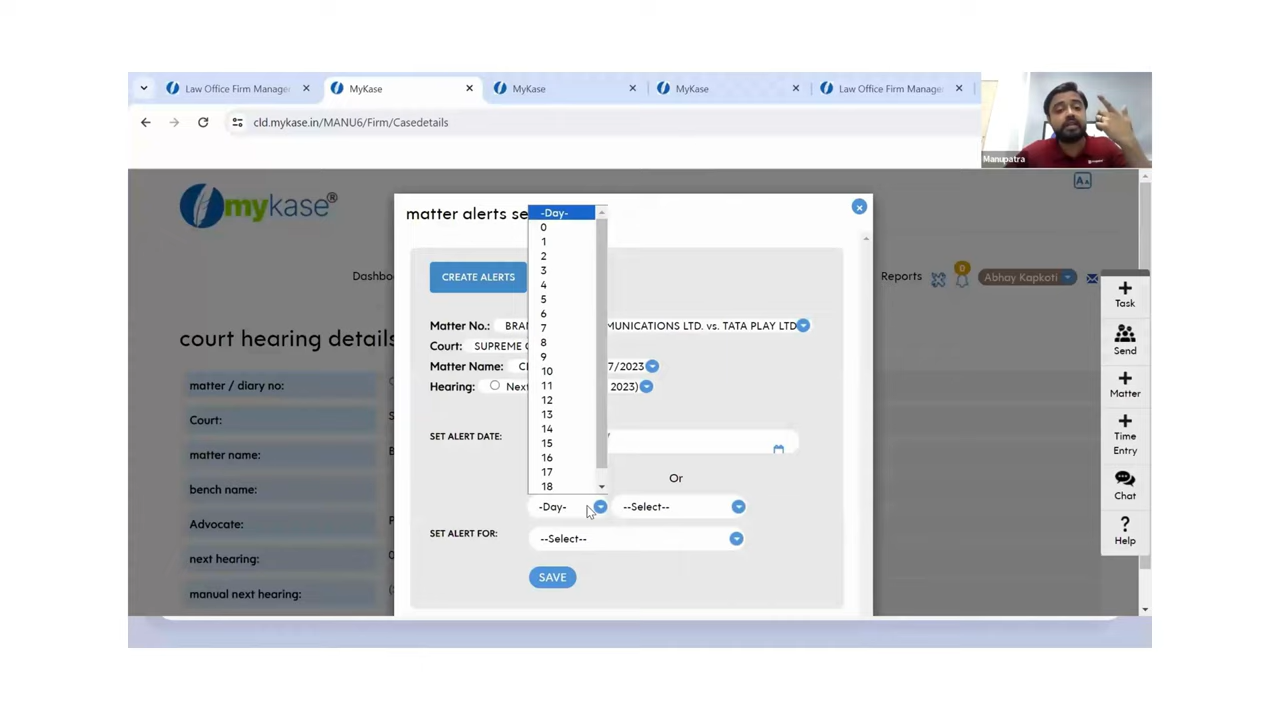 Law Office Firm Manage
MyKase
MyKase
MyKase
Law Office Firm Manage
cld.mykase.in/MANU6/Firm/Casedetails
Manupatra
mykase®
AA
Dashbo
Reports
0
Abhay Kapkoti
court hearing details
matter / diary no:
Court:
matter name:
bench name:
Advocate:
next hearing:
manual next hearing:
matter alerts se
CREATE ALERTS
Matter No.: BRA MUNICATIONS LTD. vs. TATA PLAY LTD
Court: SUPREME
Matter Name: 7/2023
Hearing: Next 2023)
SET ALERT DATE:
Or
-Day-
0
1
2
3
4
5
6
7
8
9
10
11
12
13
14
15
16
17
18
-Day- --Select--
SET ALERT FOR: --Select--
SAVE
Task
Send
Matter
Time
Entry
Chat
?
Help